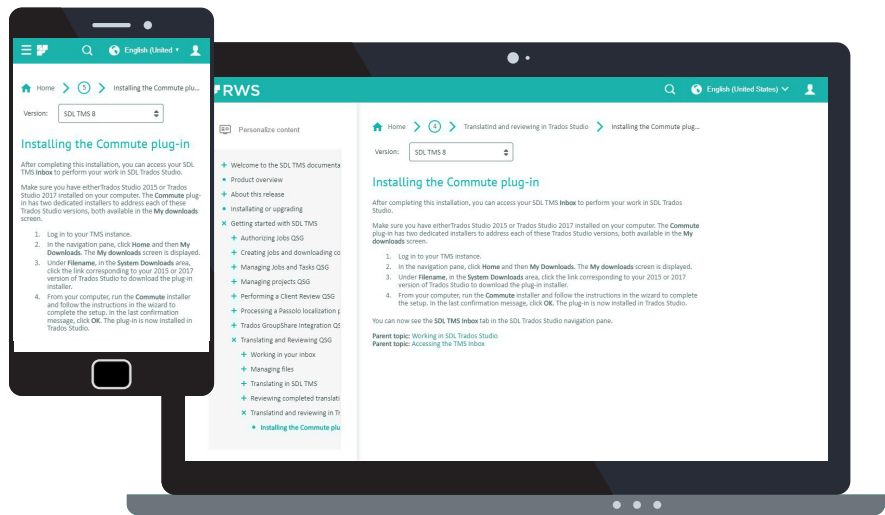 English (United
Home
5
Installing the Commute plu...
Version:
SDL TMS 8
Installing the Commute plug-in
After completing this installation, you can access your SDL
TMS Inbox to perform your work in SDL Trados Studio.
Make sure you have eitherTrados Studio 2015 or Trados
Studio 2017 installed on your computer. The Commute plug-
in has two dedicated installers to address each of these
Trados Studio versions, both available in the My downloads
screen.
1. Log in to your TMS instance.
2. In the navigation pane, click Home and then My
Downloads. The My downloads screen is displayed.
3. Under Filename, in the System Downloads area,
click the link corresponding to your 2015 or 2017
version of Trados Studio to download the plug-in
installer.
4. From your computer, run the Commute installer
and follow the instructions in the wizard to
complete the setup. In the last confirmation
message, click OK. The plug-in is now installed in
Trados Studio.
RWS
English (United States)
Personalize content
Welcome to the SDL TMS documenta
Product overview
About this release
Installating or upgrading
Getting started with SDL TMS
Authorizing Jobs QSG
Creating jobs and downloading co
Managing Jobs and Tasks QSG
Managing projects QSG
Performing a Client Review QSG
Processing a Passolo localization p
Trados GroupShare Integration QS
Translating and Reviewing QSG
Working in your inbox
Managing files
Translating in SDL TMS
Reviewing completed translati
Translatind and reviewing in Tr
Installing the Commute plu
Home
4
Translatind and reviewing in Trados Studio
Installing the Commute plug...
Version:
SDL TMS 8
Installing the Commute plug-in
After completing this installation, you can access your SDL TMS Inbox to perform your work in SDL Trados
Studio.
Make sure you have eitherTrados Studio 2015 or Trados Studio 2017 installed on your computer. The Commute
plug-in has two dedicated installers to address each of these Trados Studio versions, both available in the My
downloads screen.
1. Log in to your TMS instance.
2. In the navigation pane, click Home and then My Downloads. The My downloads screen is displayed.
3. Under Filename, in the System Downloads area, click the link corresponding to your 2015 or 2017
version of Trados Studio to download the plug-in installer.
4. From your computer, run the Commute installer and follow the instructions in the wizard to complete
the setup. In the last confirmation message, click OK. The plug-in is now installed in Trados Studio.
You can now see the SDL TMS Inbox tab in the SDL Trados Studio navigation pane.
Parent topic: Working in SDL Trados Studio
Parent topic: Accessing the TMS Inbox